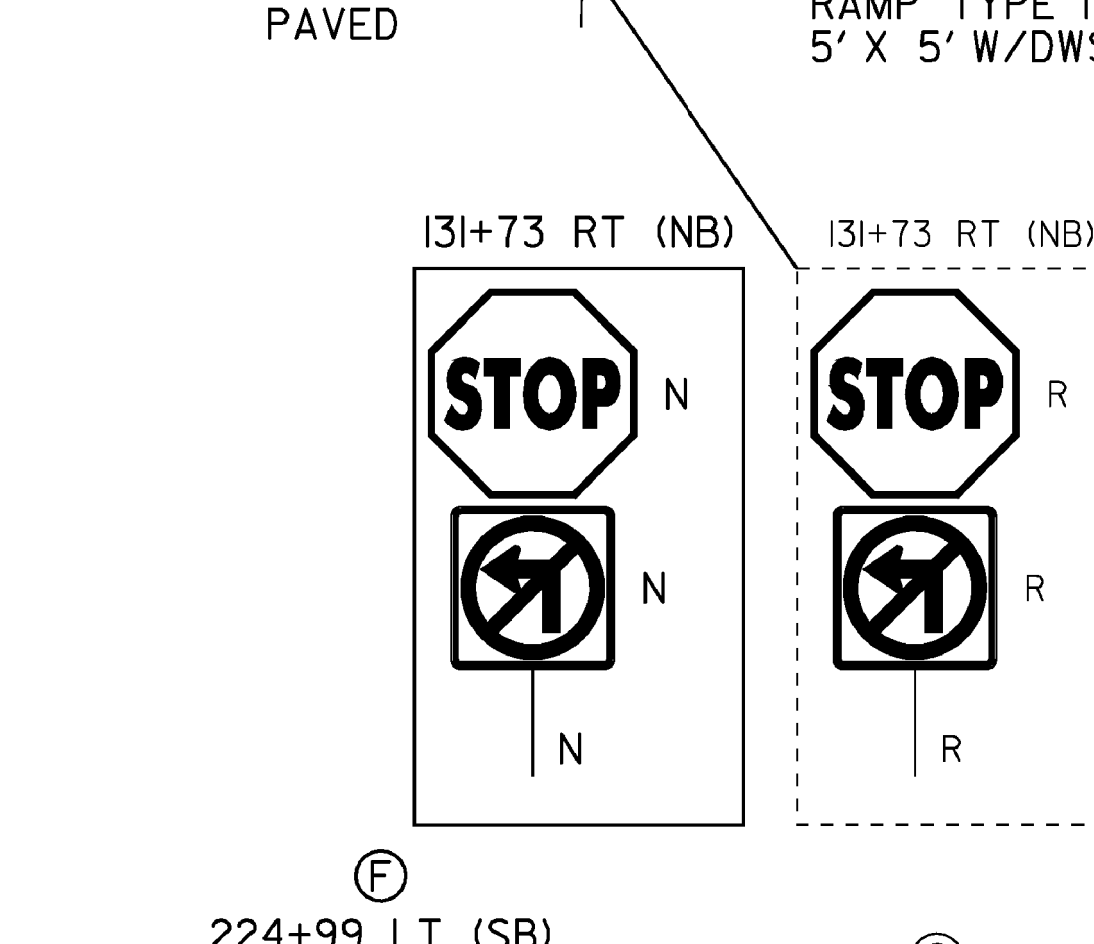 PAVED
RAMP TYPE
5' X 5' W/DWS
131+73 RT (NB)
STOP
N
N
N
131+73 RT (NB)
STOP
R
R
R
F
224+99 LT (SB)